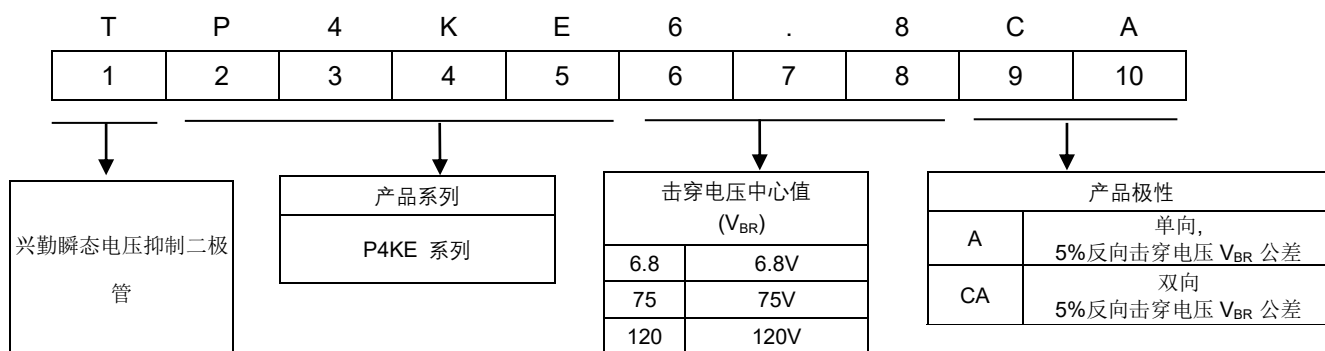 T P 4 K E 6 . 8 C A
1 2 3 4 5 6 7 8 9 10
兴勤瞬态电压抑制二极
管
产品系列
P4KE 系列
击穿电压中心值
(VBR)
6.8 6.8V
75 75V
120 120V
产品极性
A 单向,
5%反向击穿电压 VBR 公差
CA 双向
5%反向击穿电压 VBR 公差